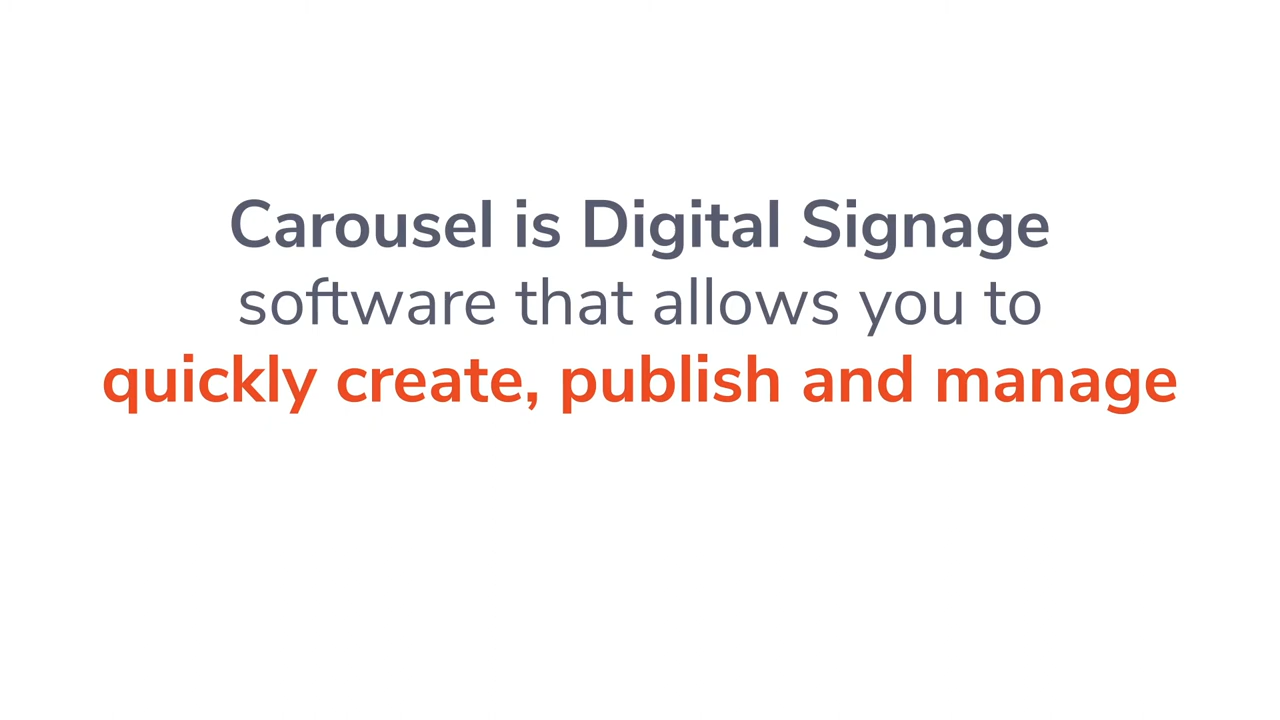 Carousel is Digital Signage
software that allows you to
quickly create, publish and manage